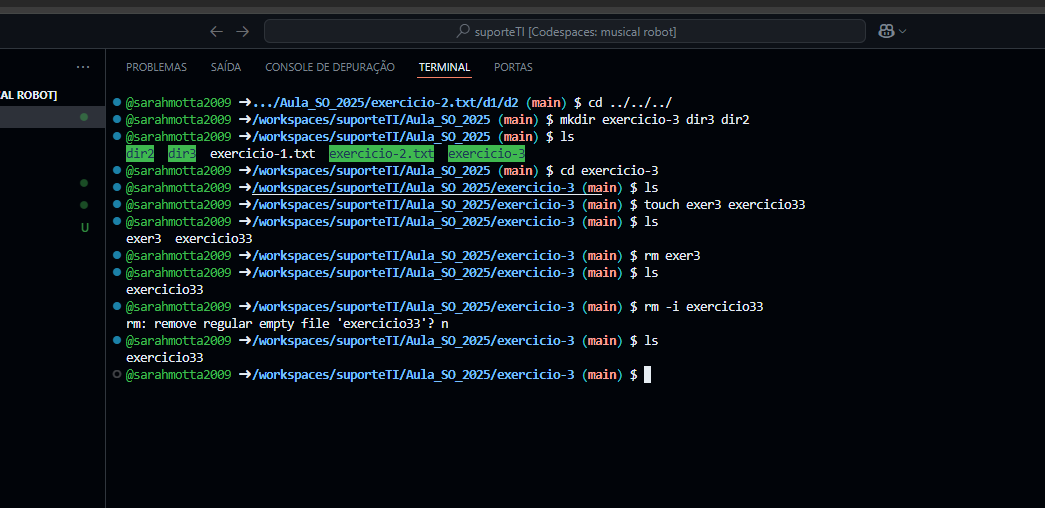 suporteTI [Codespaces: musical robot]
PROBLEMAS SAÍDA CONSOLE DE DEPURAÇÃO TERMINAL PORTAS
AL ROBOT]
@sarahmotta2009 ➜.../Aula_SO_2025/exercicio-2.txt/d1/d2 (main) $ cd ../../../
@sarahmotta2009 ➜/workspaces/suporteTI/Aula_SO_2025 (main) $ mkdir exercicio-3 dir3 dir2
@sarahmotta2009 ➜/workspaces/suporteTI/Aula_SO_2025 (main) $ ls
dir2 dir3 exercicio-1.txt exercicio-2.txt exercicio-3
@sarahmotta2009 ➜/workspaces/suporteTI/Aula_SO_2025 (main) $ cd exercicio-3
@sarahmotta2009 ➜/workspaces/suporteTI/Aula_SO_2025/exercicio-3 (main) $ ls
@sarahmotta2009 ➜/workspaces/suporteTI/Aula_SO_2025/exercicio-3 (main) $ touch exer3 exercicio33
@sarahmotta2009 ➜/workspaces/suporteTI/Aula_SO_2025/exercicio-3 (main) $ ls
U
exer3 exercicio33
@sarahmotta2009 ➜/workspaces/suporteTI/Aula_SO_2025/exercicio-3 (main) $ rm exer3
@sarahmotta2009 ➜/workspaces/suporteTI/Aula_SO_2025/exercicio-3 (main) $ ls
exercicio33
@sarahmotta2009 ➜/workspaces/suporteTI/Aula_SO_2025/exercicio-3 (main) $ rm -i exercicio33
rm: remove regular empty file 'exercicio33'? n
@sarahmotta2009 ➜/workspaces/suporteTI/Aula_SO_2025/exercicio-3 (main) $ ls
exercicio33
@sarahmotta2009 ➜/workspaces/suporteTI/Aula_SO_2025/exercicio-3 (main) $